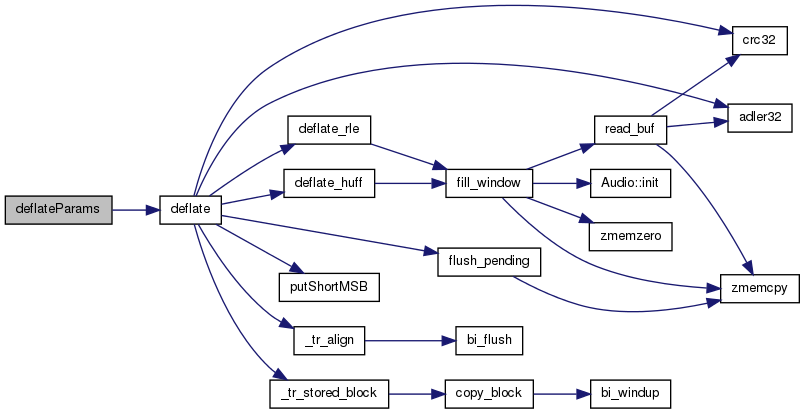 crc32
adler32
deflate_rle
read_buf
deflate_huff
fill_window
Audio::init
deflateParams
deflate
zmemzero
flush_pending
putShortMSB
zmemcpy
_tr_align
bi_flush
_tr_stored_block
copy_block
bi_windup